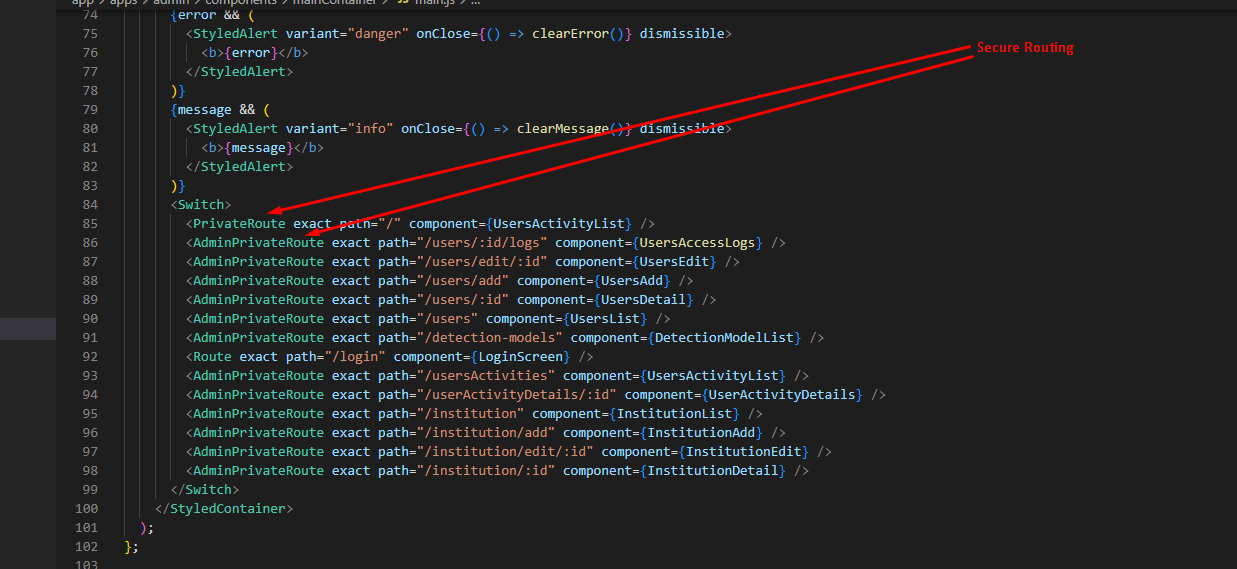 app > apps > admin > components > mainContainer > JS main.js > ...
74 {error && (
75 <StyledAlert variant="danger" onClose={() => clearError()} dismissible>
76 <b>{error}</b>
77 </StyledAlert>
78 )}
79 {message && (
80 <StyledAlert variant="info" onClose={() => clearMessage()} dismissible>
81 <b>{message}</b>
82 </StyledAlert>
83 )}
84 <Switch>
85 <PrivateRoute exact path="/" component={UsersActivityList} />
86 <AdminPrivateRoute exact path="/users/:id/logs" component={UsersAccessLogs} />
87 <AdminPrivateRoute exact path="/users/edit/:id" component={UsersEdit} />
88 <AdminPrivateRoute exact path="/users/add" component={UsersAdd} />
89 <AdminPrivateRoute exact path="/users/:id" component={UsersDetail} />
90 <AdminPrivateRoute exact path="/users" component={UsersList} />
91 <AdminPrivateRoute exact path="/detection-models" component={DetectionModelList} />
92 <Route exact path="/login" component={LoginScreen} />
93 <AdminPrivateRoute exact path="/usersActivities" component={UsersActivityList} />
94 <AdminPrivateRoute exact path="/userActivityDetails/:id" component={UserActivityDetails} />
95 <AdminPrivateRoute exact path="/institution" component={InstitutionList} />
96 <AdminPrivateRoute exact path="/institution/add" component={InstitutionAdd} />
97 <AdminPrivateRoute exact path="/institution/edit/:id" component={InstitutionEdit} />
98 <AdminPrivateRoute exact path="/institution/:id" component={InstitutionDetail} />
99 </Switch>
100 </StyledContainer>
101 );
102 };
103
Secure Routing